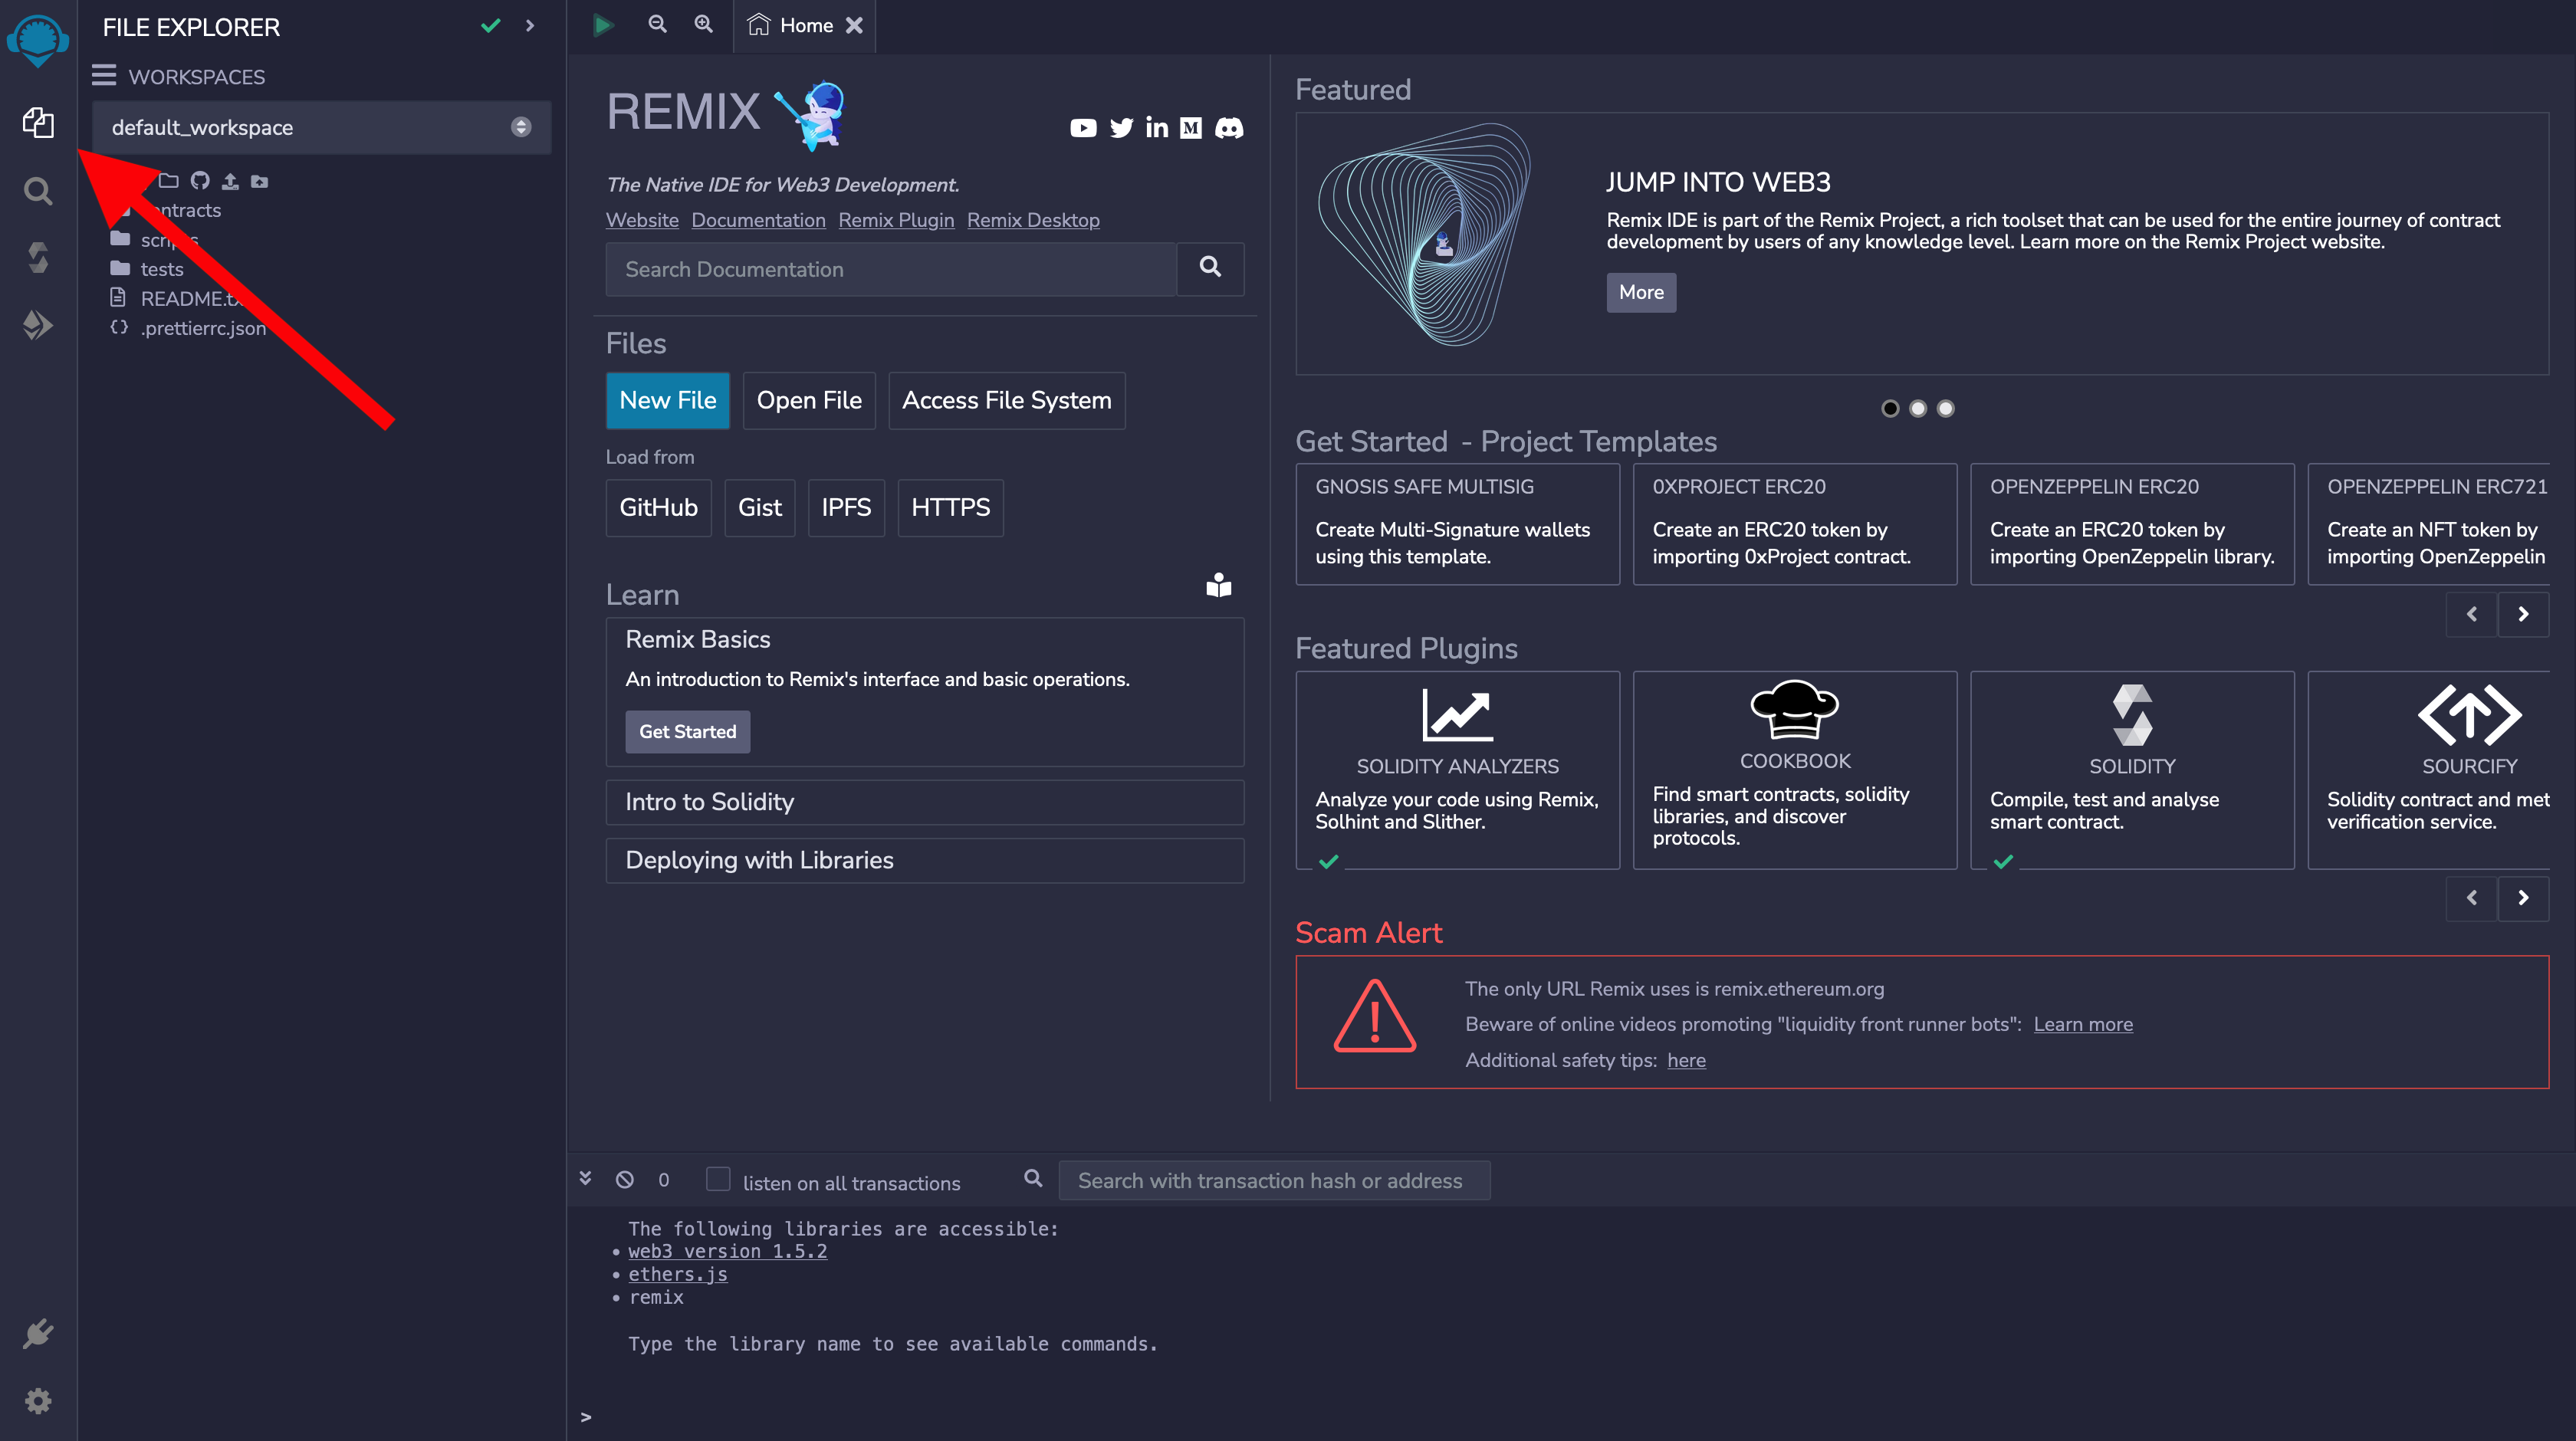 FILE EXPLORER
WORKSPACES
default_workspace
tests
.prettierrc.json
Home
REMIX
The Native IDE for Web3 Development.
Website Documentation Remix Plugin Remix Desktop
Search Documentation
Files
New File Open File Access File System
Load from
GitHub Gist IPFS HTTPS
Learn
Remix Basics
An introduction to Remix's interface and basic operations.
Get Started
Intro to Solidity
Deploying with Libraries
Featured
JUMP INTO WEB3
Remix IDE is part of the Remix Project, a rich toolset that can be used for the entire journey of contract
development by users of any knowledge level. Learn more on the Remix Project website.
More
Get Started - Project Templates
GNOSIS SAFE MULTISIG
Create Multi-Signature wallets
using this template.
0XPROJECT ERC20
Create an ERC20 token by
importing 0xProject contract.
OPENZEPPELIN ERC20
Create an ERC20 token by
importing OpenZeppelin library.
OPENZEPPELIN ERC721
Create an NFT token by
importing OpenZeppelin
Featured Plugins
SOLIDITY ANALYZERS
Analyze your code using Remix,
Solhint and Slither.
COOKBOOK
Find smart contracts, solidity
libraries, and discover
protocols.
SOLIDITY
Compile, test and analyse
smart contract.
SOURCIFY
Solidity contract and met
verification service.
Scam Alert
The only URL Remix uses is remix.ethereum.org
Beware of online videos promoting "liquidity front runner bots": Learn more
Additional safety tips: here
0 listen on all transactions Search with transaction hash or address
The following libraries are accessible:
• web3 version 1.5.2
• ethers.js
• remix
Type the library name to see available commands.
>